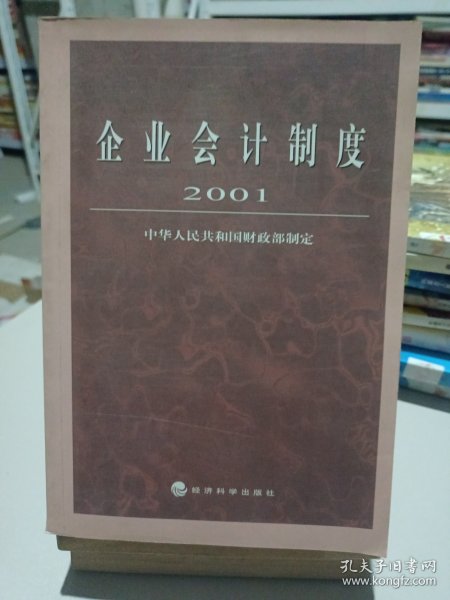 企业会计制度
2001
中华人民共和国财政部制定
经济科学出版社
孔夫子旧书网
www.kongfz.com